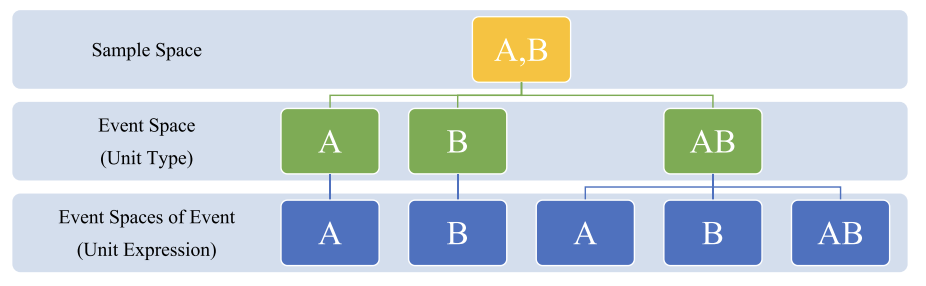 Sample Space
A,B
Event Space
(Unit Type)
A
B
AB
Event Spaces of Event
(Unit Expression)
A
B
A
B
AB